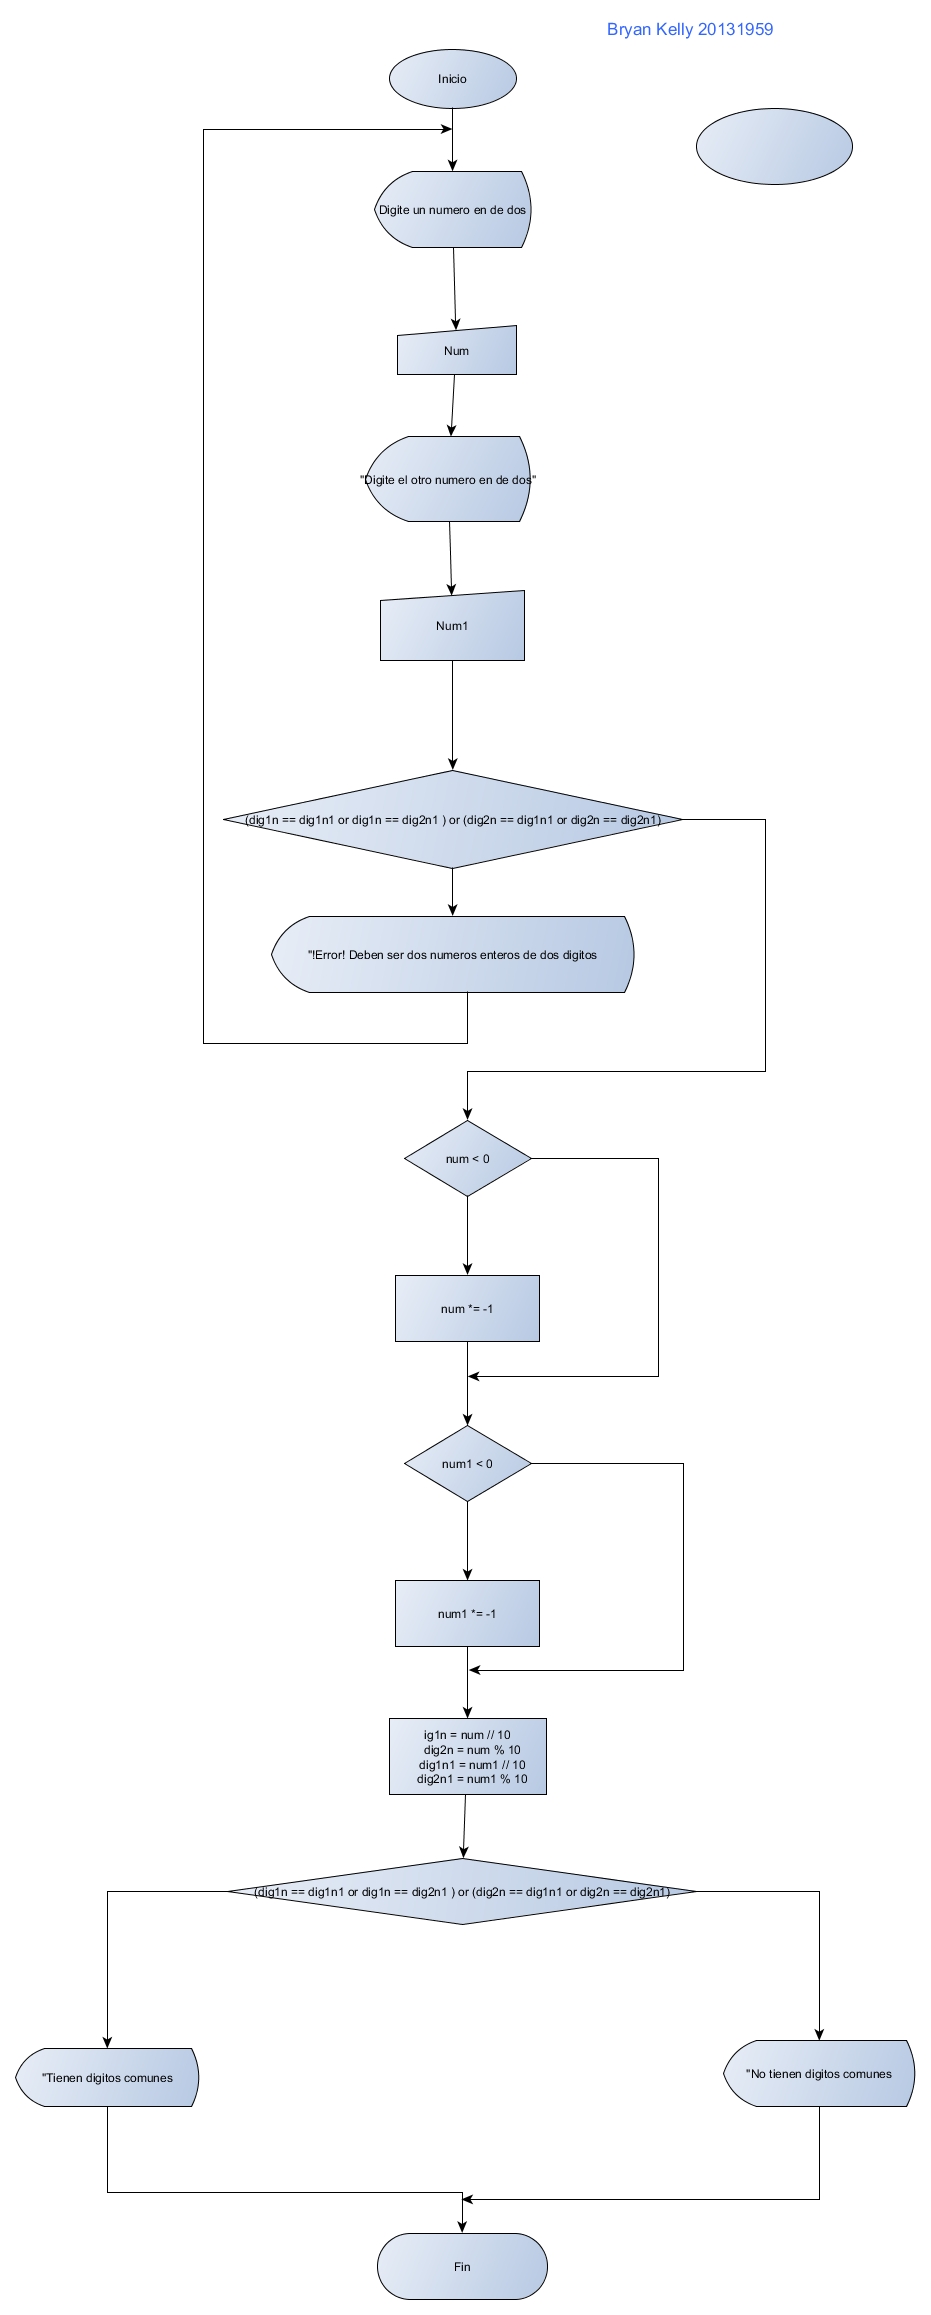 Bryan Kelly 20131959
Inicio
Digite un numero en de dos
Num
"Digite el otro numero en de dos"
Num1
(dig1n == dig1n1 or dig1n == dig2n1 ) or (dig2n == dig1n1 or dig2n == dig2n1)
"!Error! Deben ser dos numeros enteros de dos digitos
num < 0
num *= -1
num1 < 0
num1 *= -1
ig1n = num // 10
dig2n = num % 10
dig1n1 = num1 // 10
dig2n1 = num1 % 10
(dig1n == dig1n1 or dig1n == dig2n1 ) or (dig2n == dig1n1 or dig2n == dig2n1)
"Tienen digitos comunes
"No tienen digitos comunes
Fin